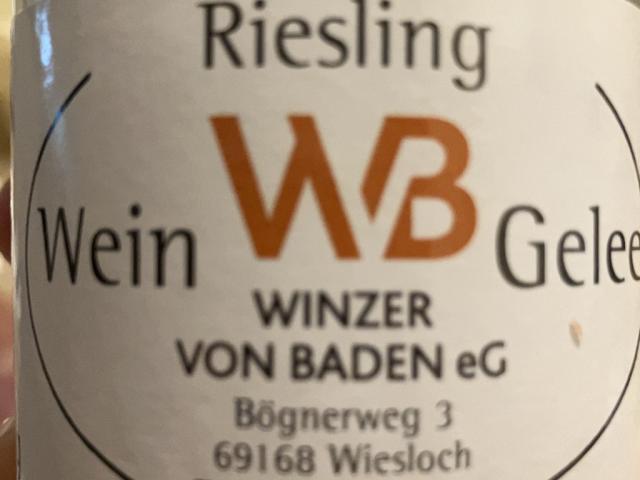 Riesling
Wein WB Gelee
WINZER
VON BADEN eG
Bögnerweg 3
69168 Wiesloch